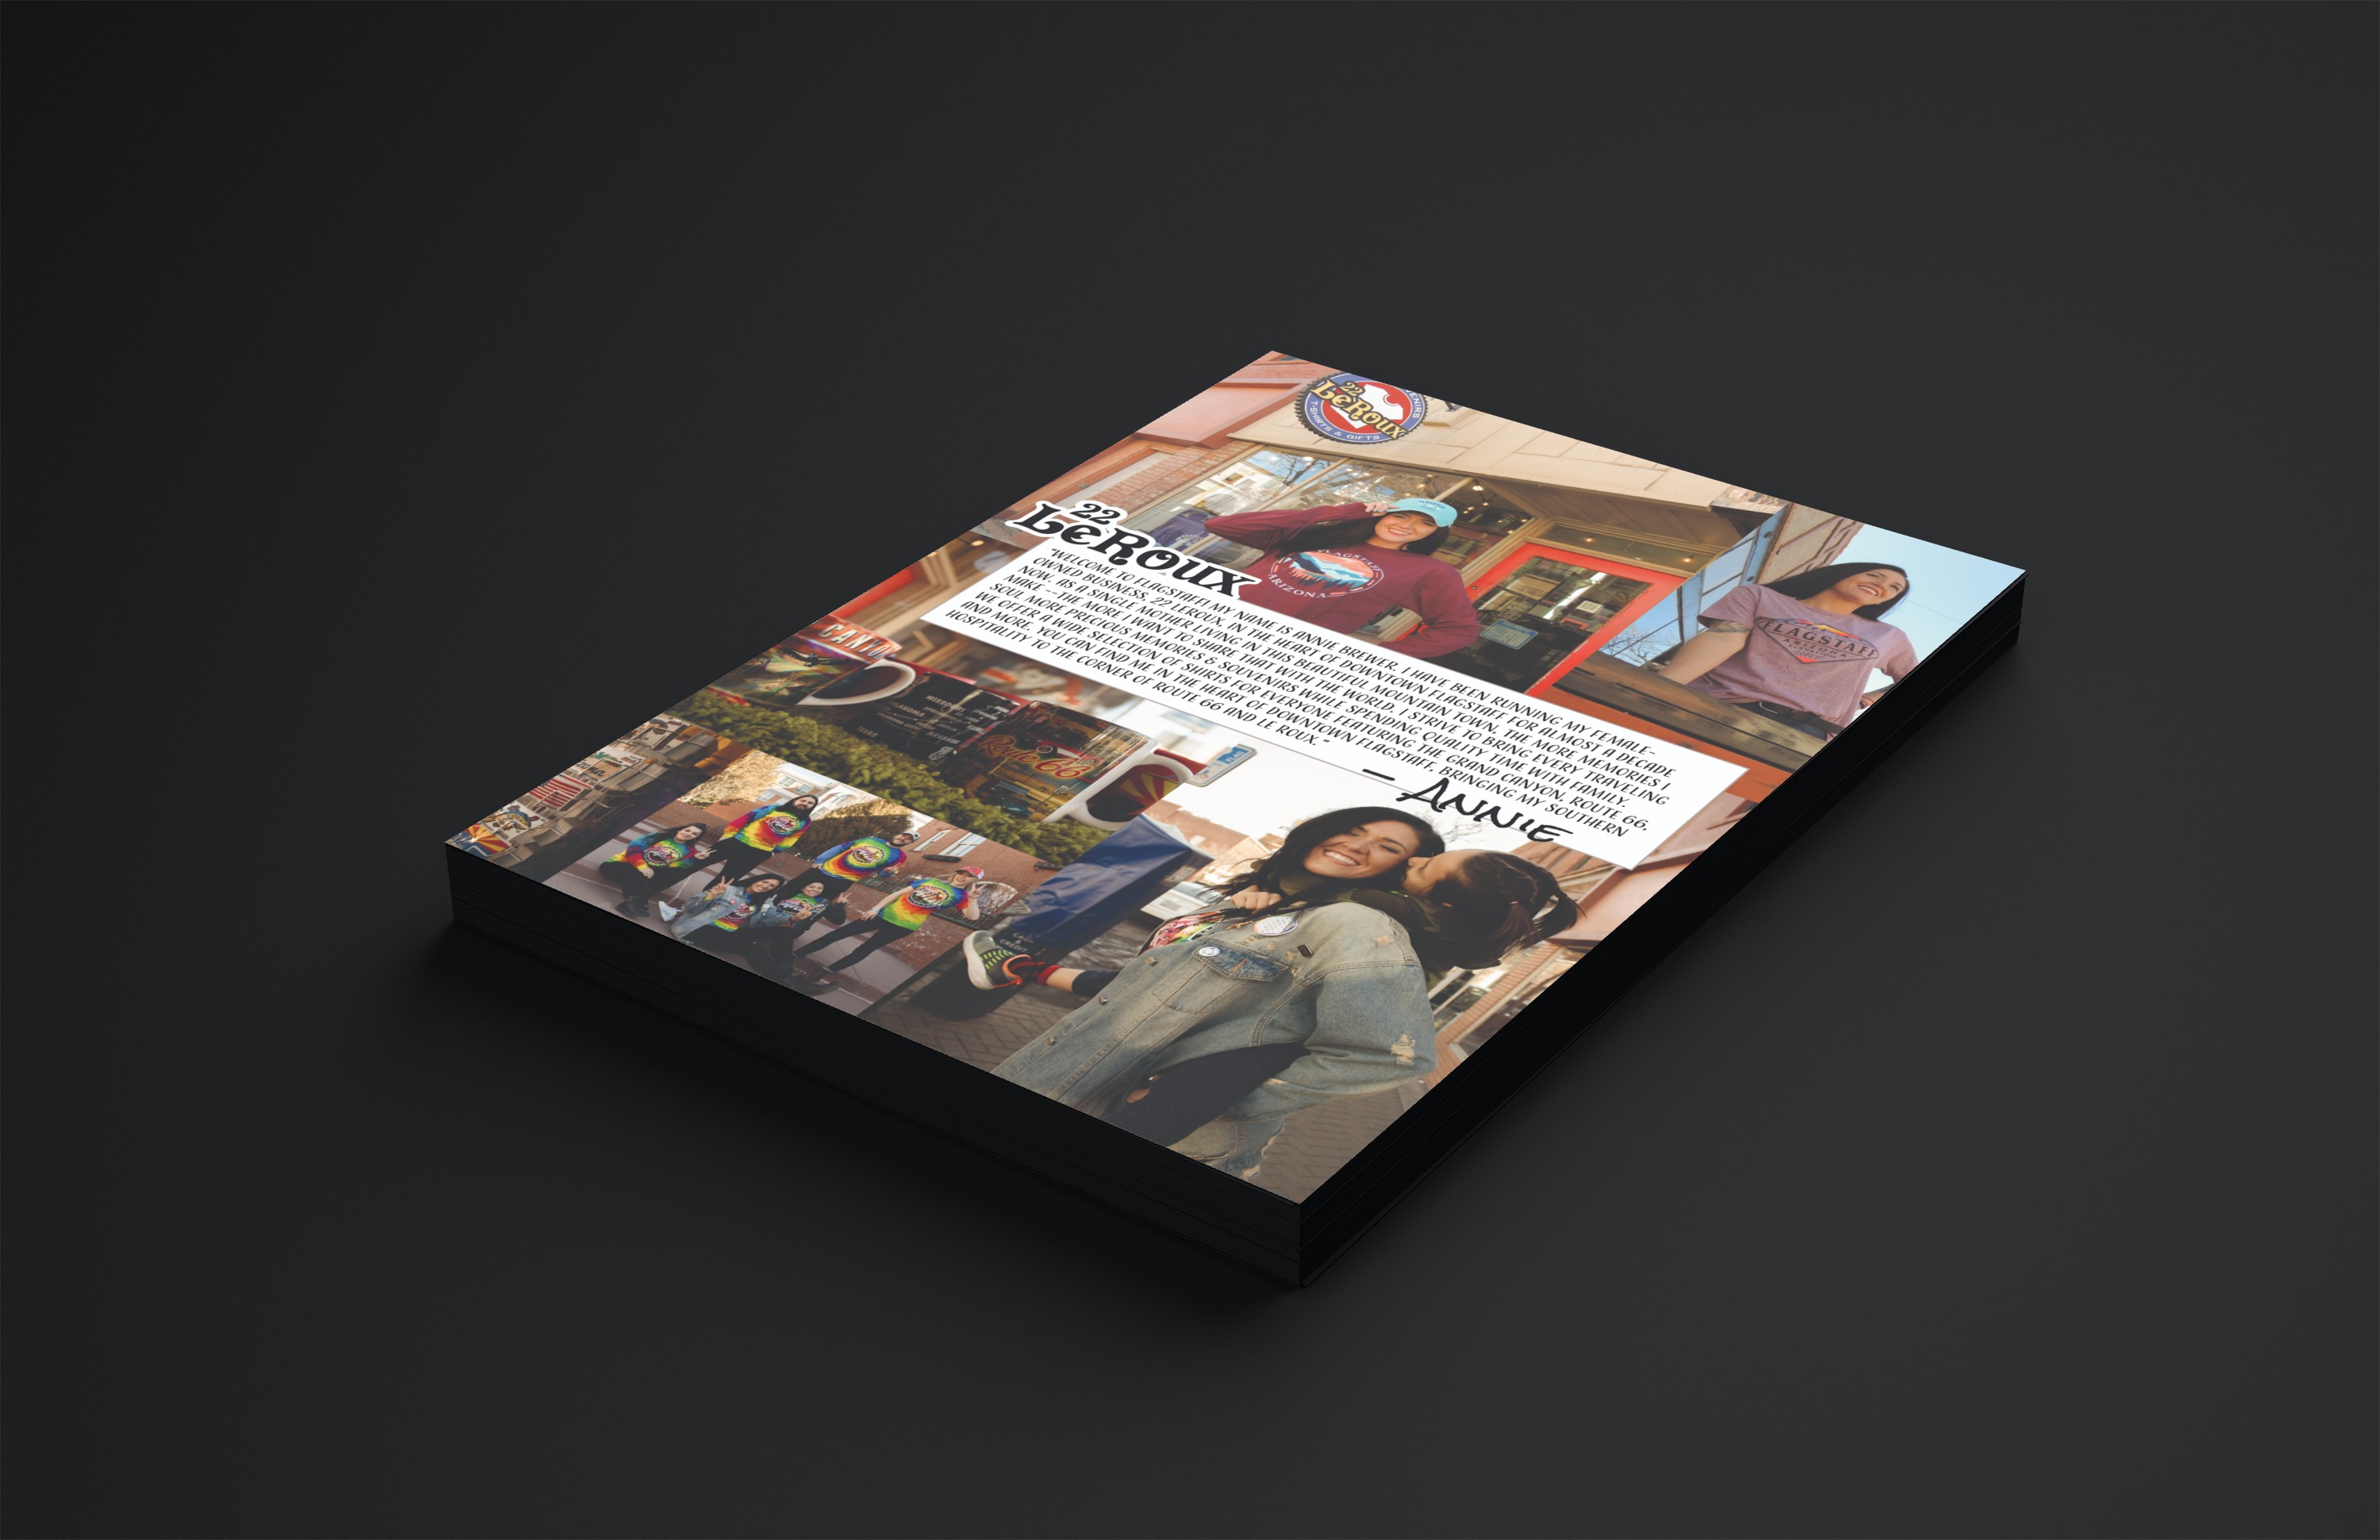 22
LEROUX
T-SHIRTS & GIFTS
FLAGSTAFF
ARIZONA
FLAGSTAFF
ARIZONA
22
LEROUX
"WELCOME TO FLAGSTAFF! MY NAME IS ANNIE BREWER. I HAVE BEEN RUNNING MY FEMALE-
OWNED BUSINESS, 22 LEROUX, IN THE HEART OF DOWNTOWN FLAGSTAFF FOR ALMOST A DECADE
NOW. AS A SINGLE MOTHER LIVING IN THIS BEAUTIFUL MOUNTAIN TOWN, THE MORE MEMORIES I
MAKE --THE MORE I WANT TO SHARE THAT WITH THE WORLD. I STRIVE TO BRING EVERY TRAVELING
SOUL MORE PRECIOUS MEMORIES & SOUVENIRS WHILE SPENDING QUALITY TIME WITH FAMILY.
WE OFFER A WIDE SELECTION OF SHIRTS FOR EVERYONE FEATURING THE GRAND CANYON, ROUTE 66,
AND MORE. YOU CAN FIND ME IN THE HEART OF DOWNTOWN FLAGSTAFF, BRINGING MY SOUTHERN
HOSPITALITY TO THE CORNER OF ROUTE 66 AND LE ROUX."
- ANNIE
CANYO
Route 66